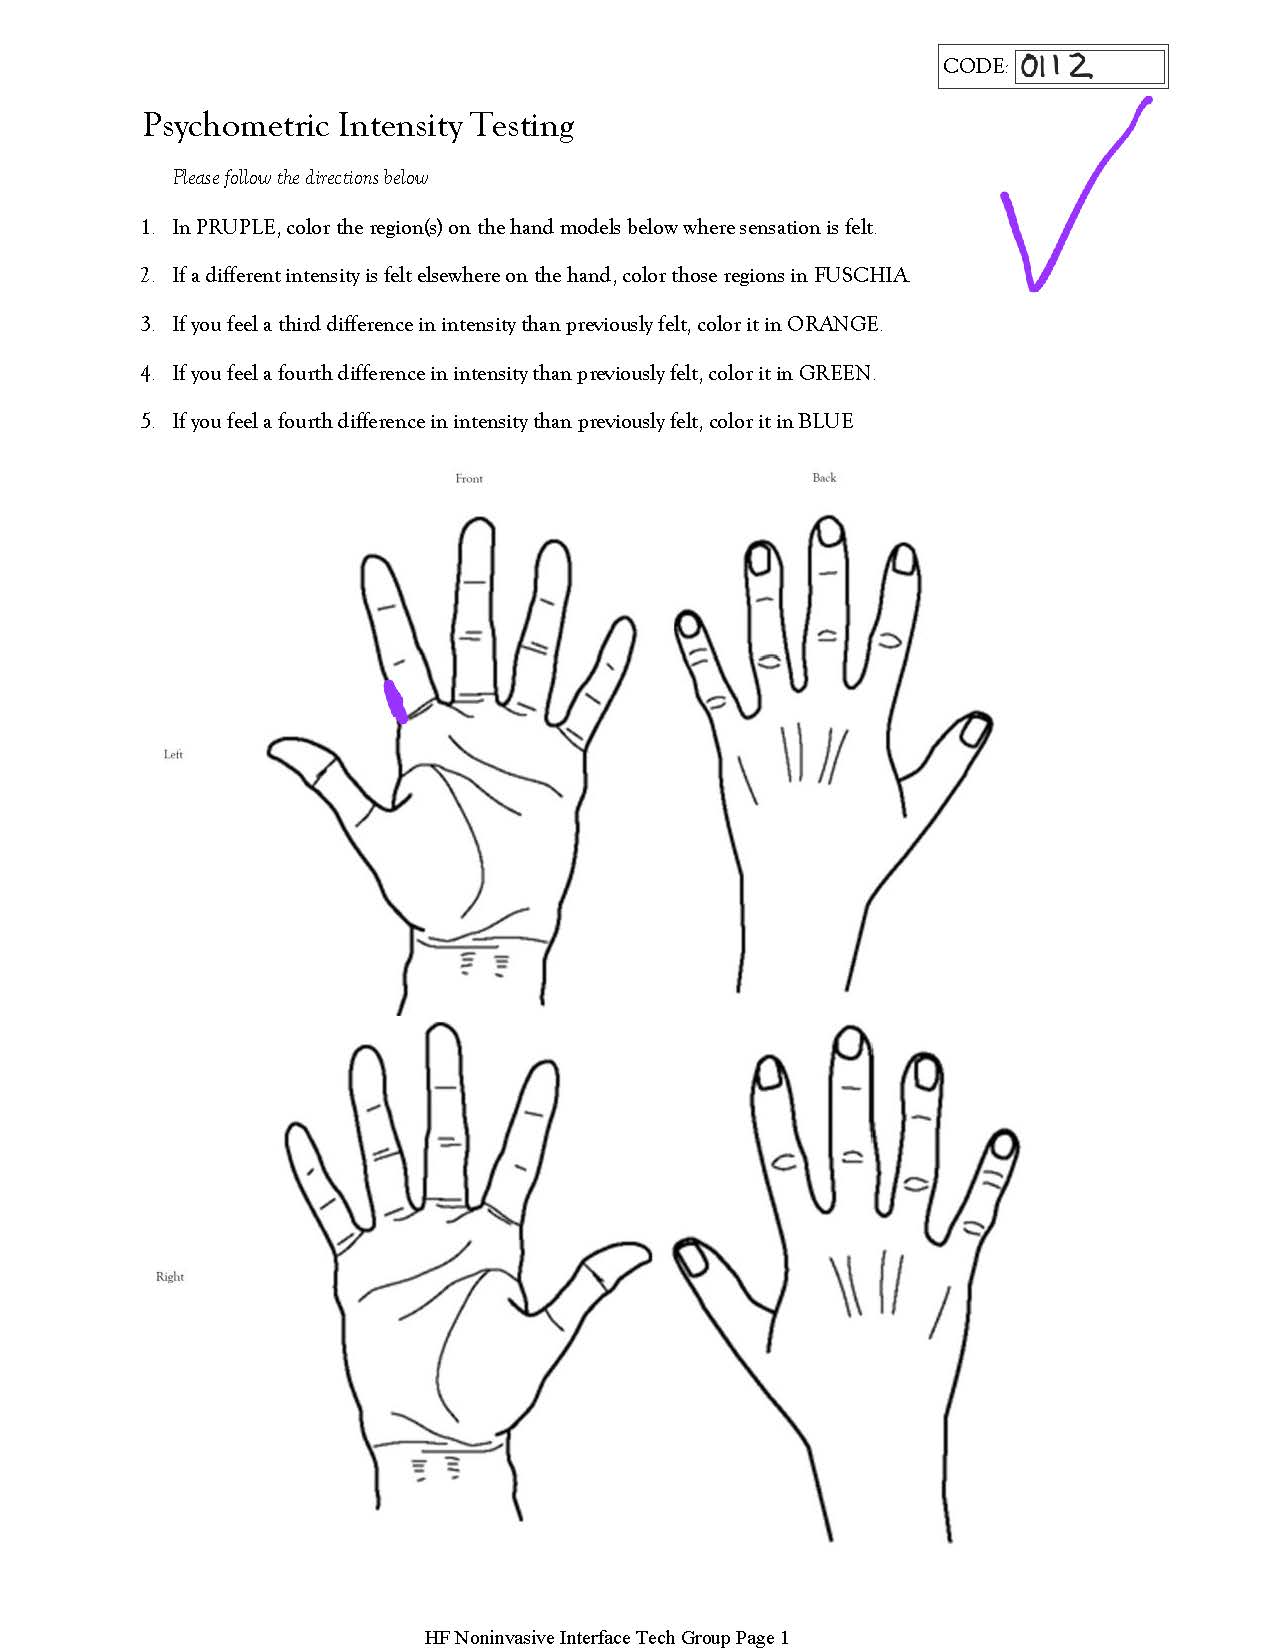 CODE: 0112
Psychometric Intensity Testing
Please follow the directions below
1. In PRUPLE, color the region(s) on the hand models below where sensation is felt.
2. If a different intensity is felt elsewhere on the hand, color those regions in FUSCHIA.
3. If you feel a third difference in intensity than previously felt, color it in ORANGE.
4. If you feel a fourth difference in intensity than previously felt, color it in GREEN.
5. If you feel a fourth difference in intensity than previously felt, color it in BLUE
Front Back
Left
Right
HF Noninvasive Interface Tech Group Page 1